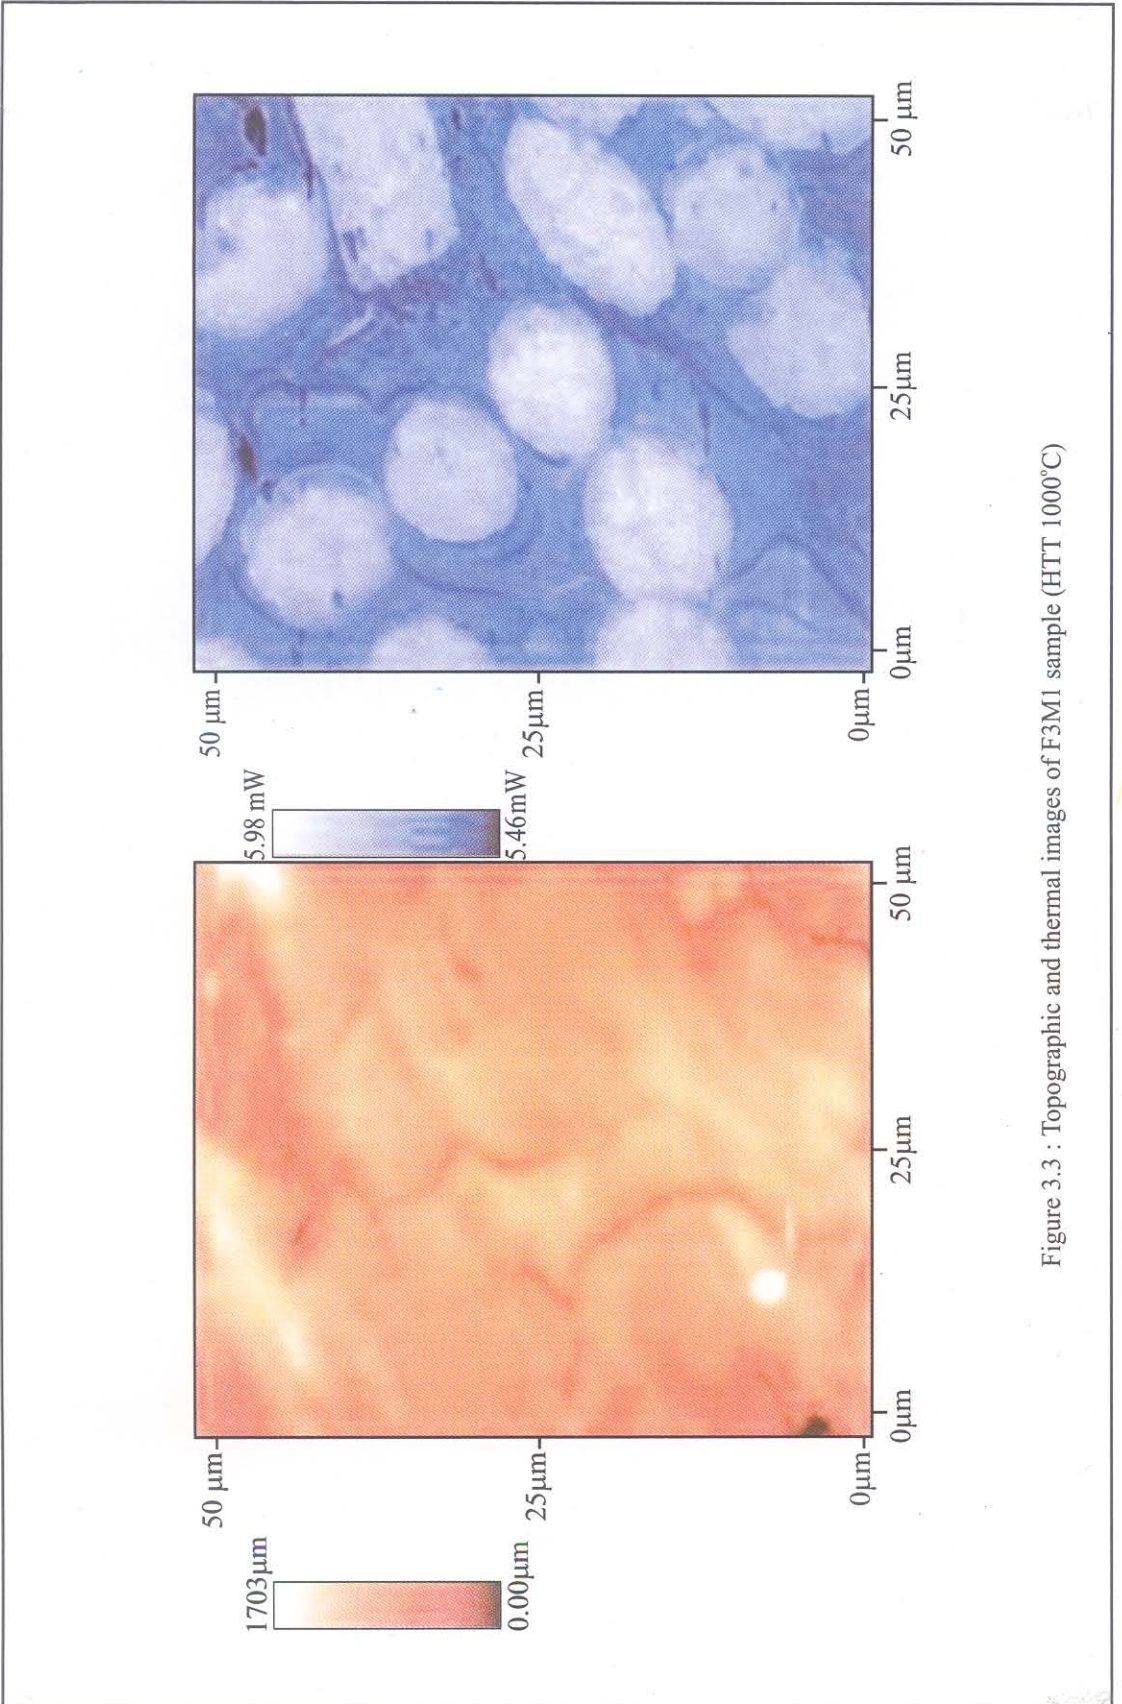 1703µm
0.00µm
50 µm
25µm
0µm
0µm
25µm
50 µm
5.98 mW
5.46mW
50 µm
25µm
0µm
0µm
25µm
50 µm
Figure 3.3 : Topographic and thermal images of F3M1 sample (HTT 1000°C)